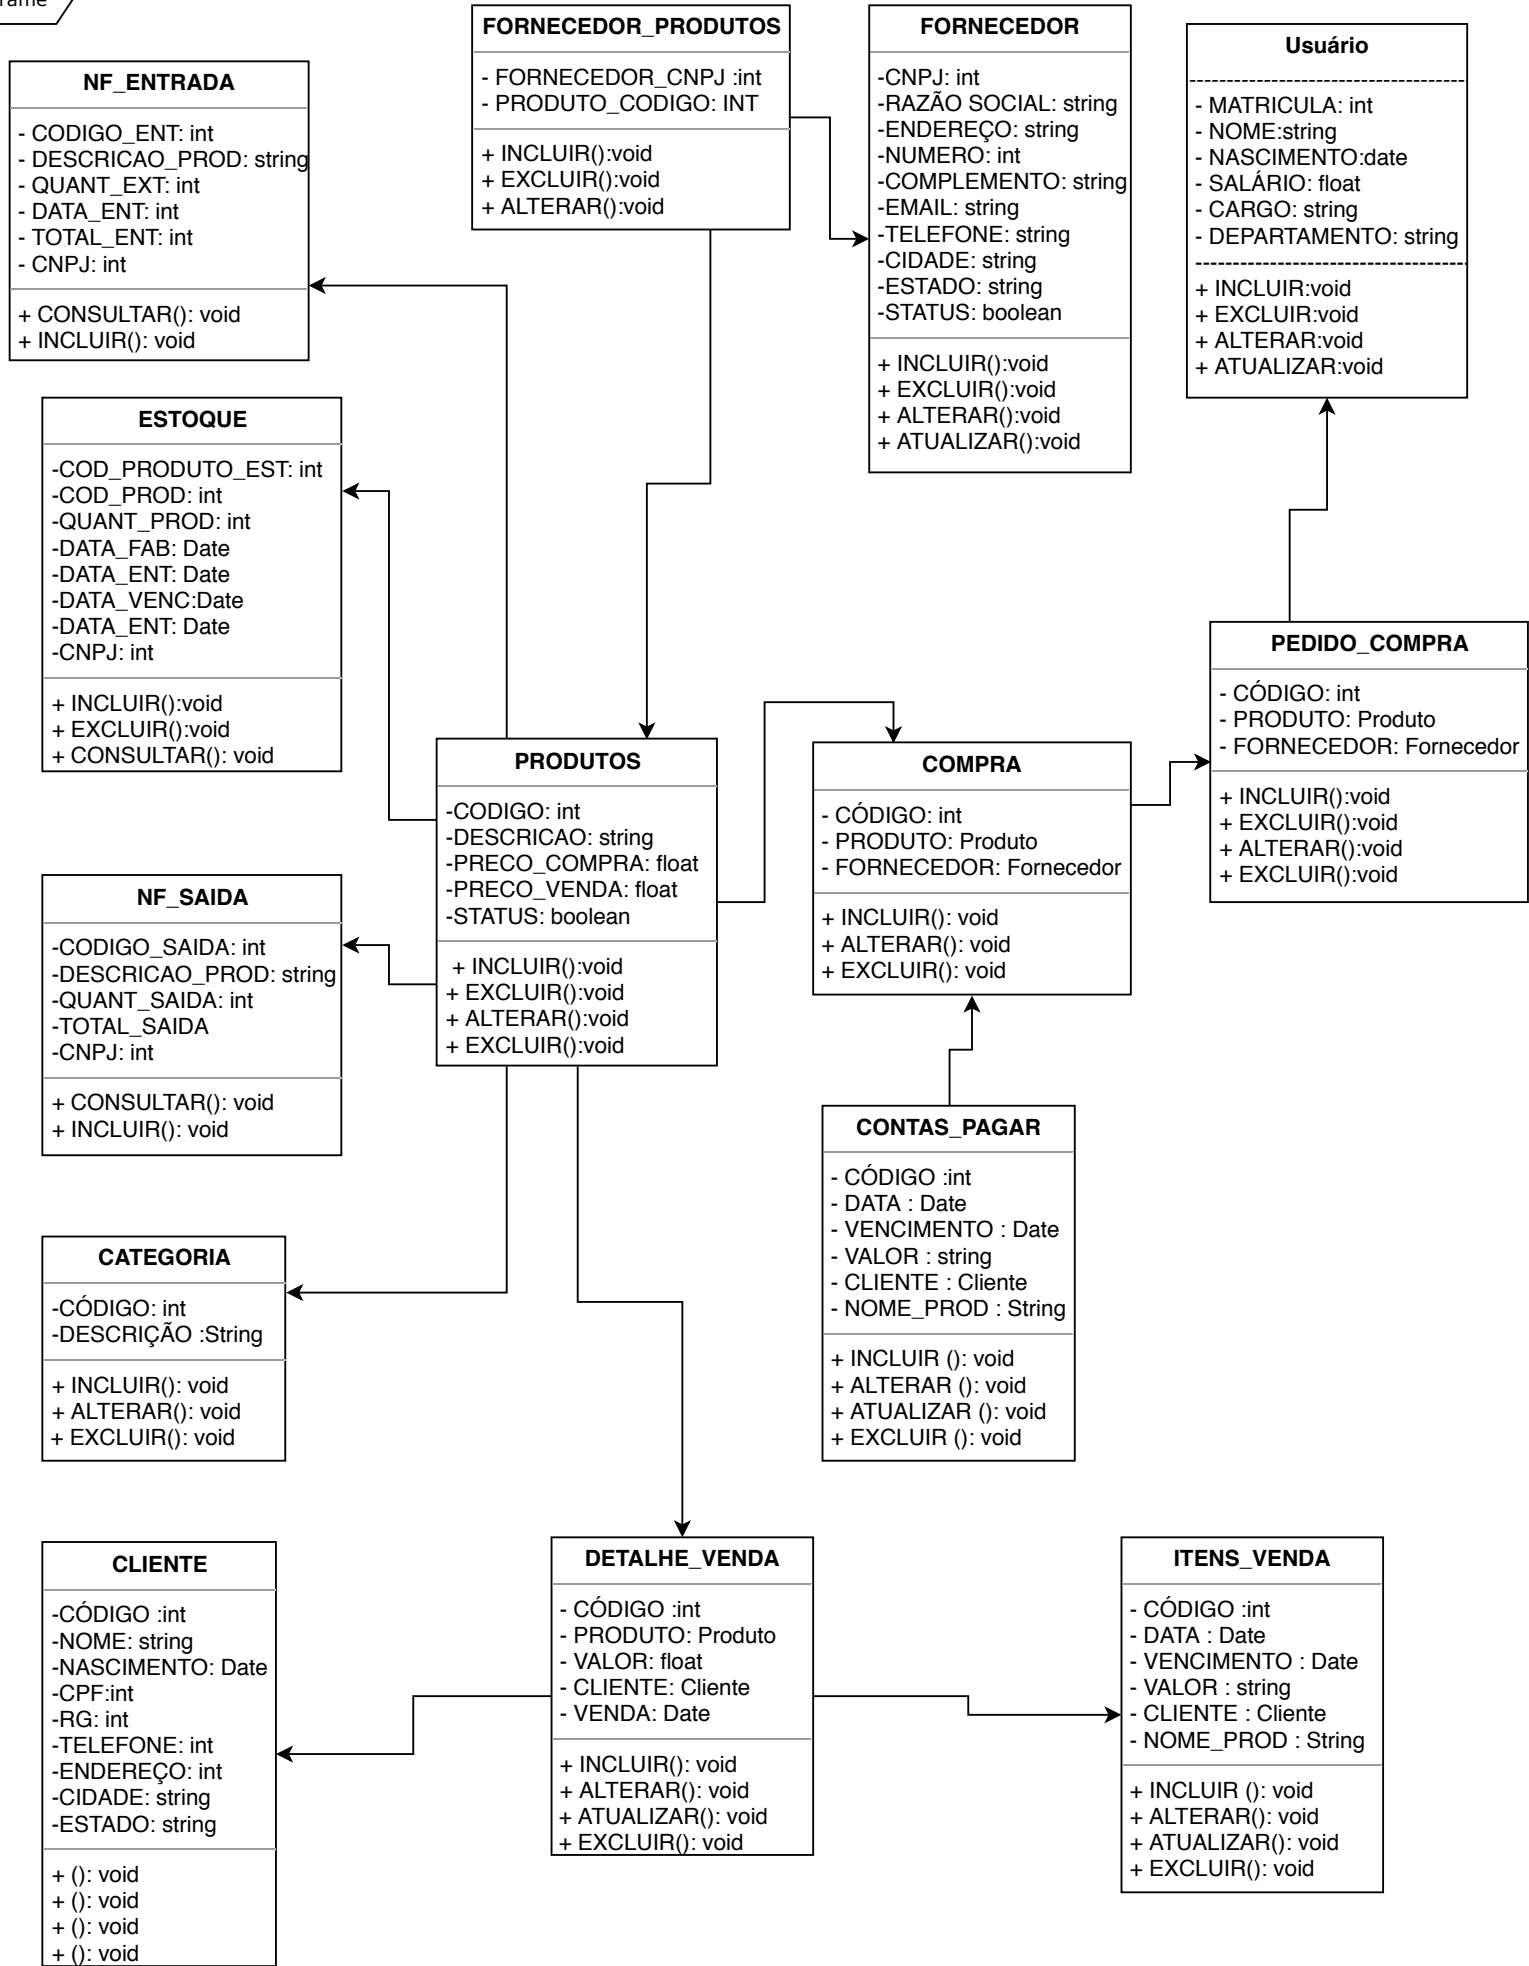 rame
NF_ENTRADA
- CODIGO_ENT: int
- DESCRICAO_PROD: string
- QUANT_EXT: int
- DATA_ENT: int
- TOTAL_ENT: int
- CNPJ: int
+ CONSULTAR(): void
+ INCLUIR(): void
FORNECEDOR_PRODUTOS
- FORNECEDOR_CNPJ :int
- PRODUTO_CODIGO: INT
+ INCLUIR():void
+ EXCLUIR():void
+ ALTERAR():void
FORNECEDOR
-CNPJ: int
-RAZÃO SOCIAL: string
-ENDEREÇO: string
-NUMERO: int
-COMPLEMENTO: string
-EMAIL: string
-TELEFONE: string
-CIDADE: string
-ESTADO: string
-STATUS: boolean
+ INCLUIR():void
+ EXCLUIR():void
+ ALTERAR():void
+ ATUALIZAR():void
Usuário
- MATRICULA: int
- NOME:string
- NASCIMENTO:date
- SALÁRIO: float
- CARGO: string
- DEPARTAMENTO: string
+ INCLUIR:void
+ EXCLUIR:void
+ ALTERAR:void
+ ATUALIZAR:void
ESTOQUE
-COD_PRODUTO_EST: int
-COD_PROD: int
-QUANT_PROD: int
-DATA_FAB: Date
-DATA_ENT: Date
-DATA_VENC:Date
-DATA_ENT: Date
-CNPJ: int
+ INCLUIR():void
+ EXCLUIR():void
+ CONSULTAR(): void
PRODUTOS
-CODIGO: int
-DESCRICAO: string
-PRECO_COMPRA: float
-PRECO_VENDA: float
-STATUS: boolean
+ INCLUIR():void
+ EXCLUIR():void
+ ALTERAR():void
+ EXCLUIR():void
COMPRA
- CÓDIGO: int
- PRODUTO: Produto
- FORNECEDOR: Fornecedor
+ INCLUIR(): void
+ ALTERAR(): void
+ EXCLUIR(): void
PEDIDO_COMPRA
- CÓDIGO: int
- PRODUTO: Produto
- FORNECEDOR: Fornecedor
+ INCLUIR():void
+ EXCLUIR():void
+ ALTERAR():void
+ EXCLUIR():void
NF_SAIDA
-CODIGO_SAIDA: int
-DESCRICAO_PROD: string
-QUANT_SAIDA: int
-TOTAL_SAIDA
-CNPJ: int
+ CONSULTAR(): void
+ INCLUIR(): void
CONTAS_PAGAR
- CÓDIGO :int
- DATA : Date
- VENCIMENTO : Date
- VALOR : string
- CLIENTE : Cliente
- NOME_PROD : String
+ INCLUIR (): void
+ ALTERAR (): void
+ ATUALIZAR (): void
+ EXCLUIR (): void
CATEGORIA
-CÓDIGO: int
-DESCRIÇÃO :String
+ INCLUIR(): void
+ ALTERAR(): void
+ EXCLUIR(): void
CLIENTE
-CÓDIGO :int
-NOME: string
-NASCIMENTO: Date
-CPF:int
-RG: int
-TELEFONE: int
-ENDEREÇO: int
-CIDADE: string
-ESTADO: string
+ (): void
+ (): void
+ (): void
+ (): void
DETALHE_VENDA
- CÓDIGO :int
- PRODUTO: Produto
- VALOR: float
- CLIENTE: Cliente
- VENDA: Date
+ INCLUIR(): void
+ ALTERAR(): void
+ ATUALIZAR(): void
+ EXCLUIR(): void
ITENS_VENDA
- CÓDIGO :int
- DATA : Date
- VENCIMENTO : Date
- VALOR : string
- CLIENTE : Cliente
- NOME_PROD : String
+ INCLUIR (): void
+ ALTERAR(): void
+ ATUALIZAR(): void
+ EXCLUIR(): void